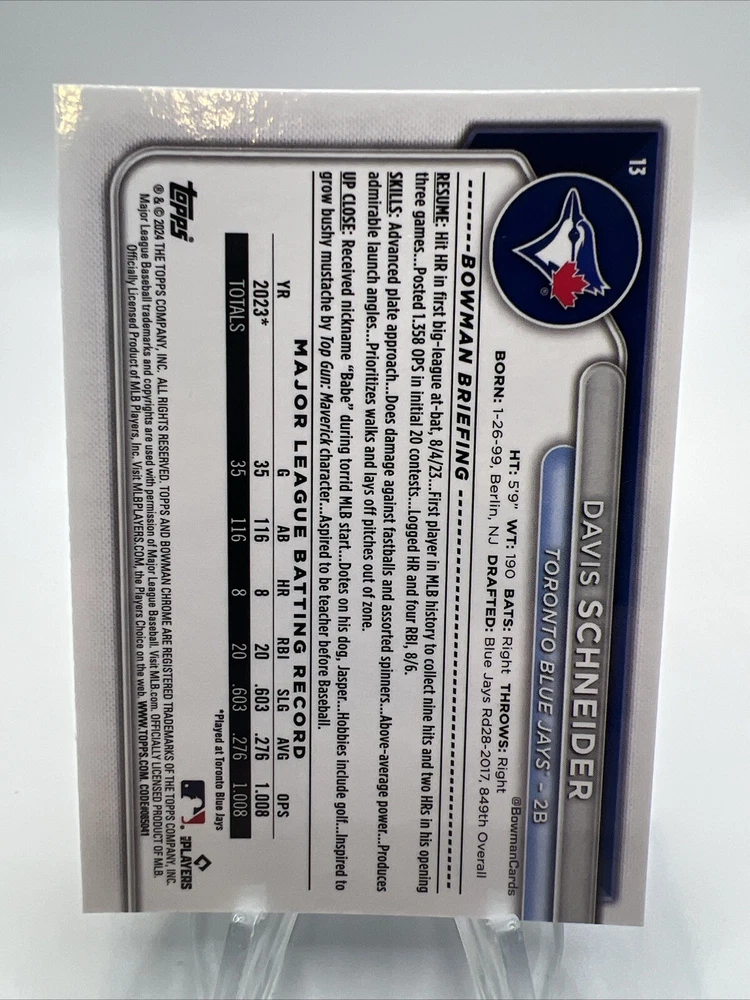 13
DAVIS SCHNEIDER
TORONTO BLUE JAYS® – 2B
@BowmanCards
HT: 5'9" WT: 190 BATS: Right THROWS: Right
BORN: 1-26-99, Berlin, NJ DRAFTED: Blue Jays Rd28-2017, 849th Overall
BOWMAN BRIEFING
RESUME: Hit HR in first big-league at-bat, 8/4/23...First player in MLB history to collect nine hits and two HRs in his opening
three games...Posted 1.358 OPS in initial 20 contests...Logged HR and four RBI, 8/6.
SKILLS: Advanced plate approach...Does damage against fastballs and assorted spinners...Above-average power...Produces
admirable launch angles...Prioritizes walks and lays off pitches out of zone.
UP CLOSE: Received nickname "Babe" during torrid MLB start...Dotes on his dog, Jasper...Hobbies include golf...Inspired to
grow bushy mustache by Top Gun: Maverick character...Aspired to be teacher before Baseball.
MAJOR LEAGUE BATTING RECORD
YR G AB HR RBI SLG AVG OPS
2023* 35 116 8 20 .603 .276 1.008
TOTALS 35 116 8 20 .603 .276 1.008
*Played at Toronto Blue Jays
topps®
PLAYERS
® & © 2024 THE TOPPS COMPANY, INC. ALL RIGHTS RESERVED. TOPPS AND BOWMAN CHROME ARE REGISTERED TRADEMARKS OF THE TOPPS COMPANY, INC.
Major League Baseball trademarks and copyrights are used with permission of Major League Baseball. Visit MLB.com. OFFICIALLY LICENSED PRODUCT OF MLB.
Officially Licensed Product of MLB Players, Inc. Visit MLBPLAYERS.COM, the Players Choice on the web. WWW.TOPPS.COM. CODE#085041